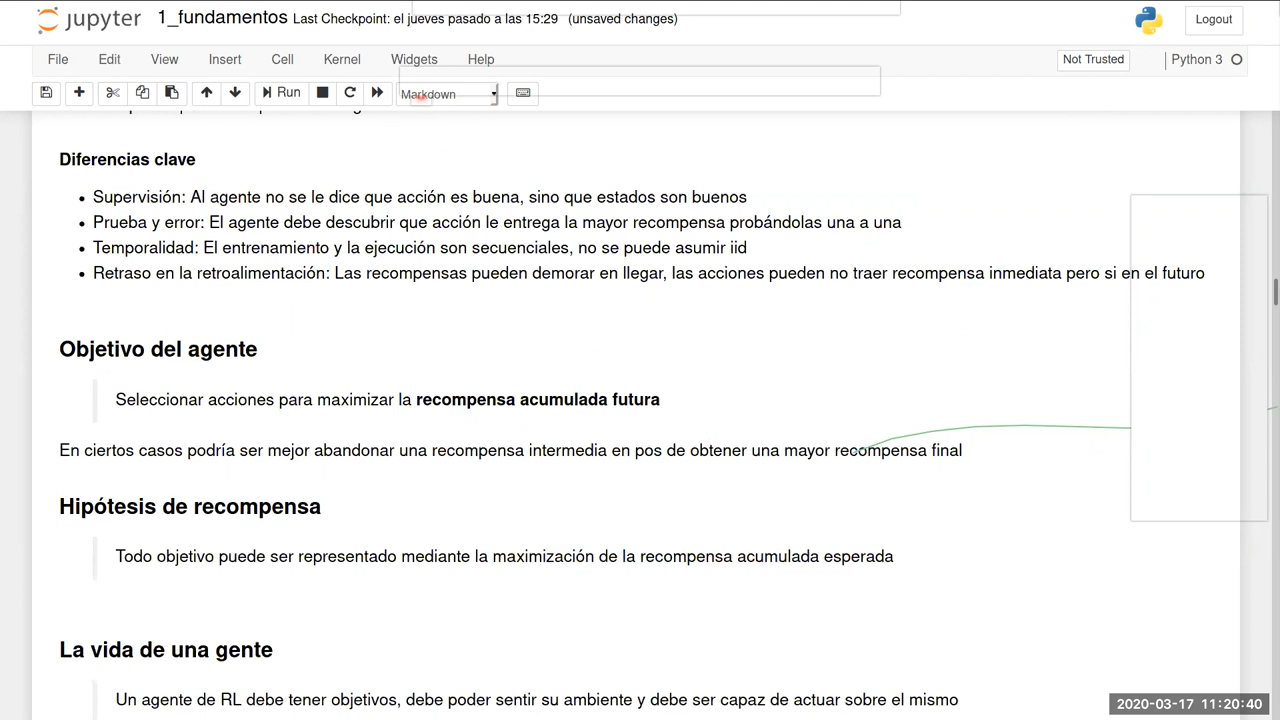 jupyter 1_fundamentos Last Checkpoint: el jueves pasado a las 15:29 (unsaved changes) Logout
File Edit View Insert Cell Kernel Widgets Help Not Trusted Python 3
Run Markdown
Diferencias clave
Supervisión: Al agente no se le dice que acción es buena, sino que estados son buenos
Prueba y error: El agente debe descubrir que acción le entrega la mayor recompensa probándolas una a una
Temporalidad: El entrenamiento y la ejecución son secuenciales, no se puede asumir iid
Retraso en la retroalimentación: Las recompensas pueden demorar en llegar, las acciones pueden no traer recompensa inmediata pero si en el futuro
Objetivo del agente
Seleccionar acciones para maximizar la recompensa acumulada futura
En ciertos casos podría ser mejor abandonar una recompensa intermedia en pos de obtener una mayor recompensa final
Hipótesis de recompensa
Todo objetivo puede ser representado mediante la maximización de la recompensa acumulada esperada
La vida de una gente
Un agente de RL debe tener objetivos, debe poder sentir su ambiente y debe ser capaz de actuar sobre el mismo
2020-03-17 11:20:40